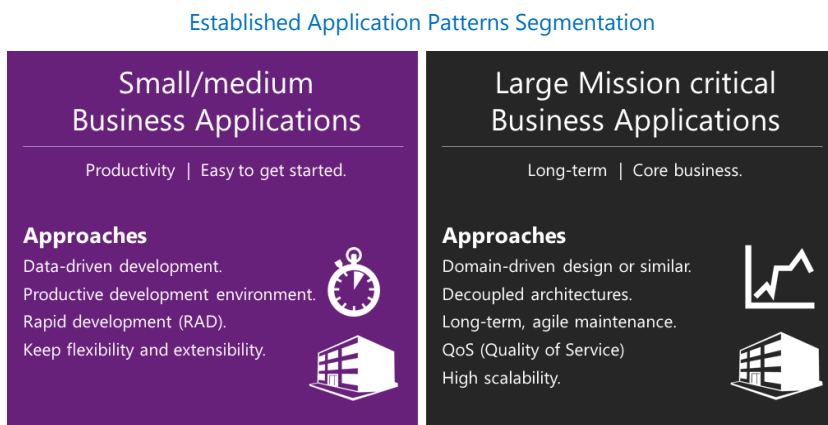 Established Application Patterns Segmentation
Small/medium
Business Applications
Productivity | Easy to get started.
Approaches
Data-driven development.
Productive development environment.
Rapid development (RAD).
Keep flexibility and extensibility.
Large Mission critical
Business Applications
Long-term | Core business.
Approaches
Domain-driven design or similar.
Decoupled architectures.
Long-term, agile maintenance.
QoS (Quality of Service)
High scalability.